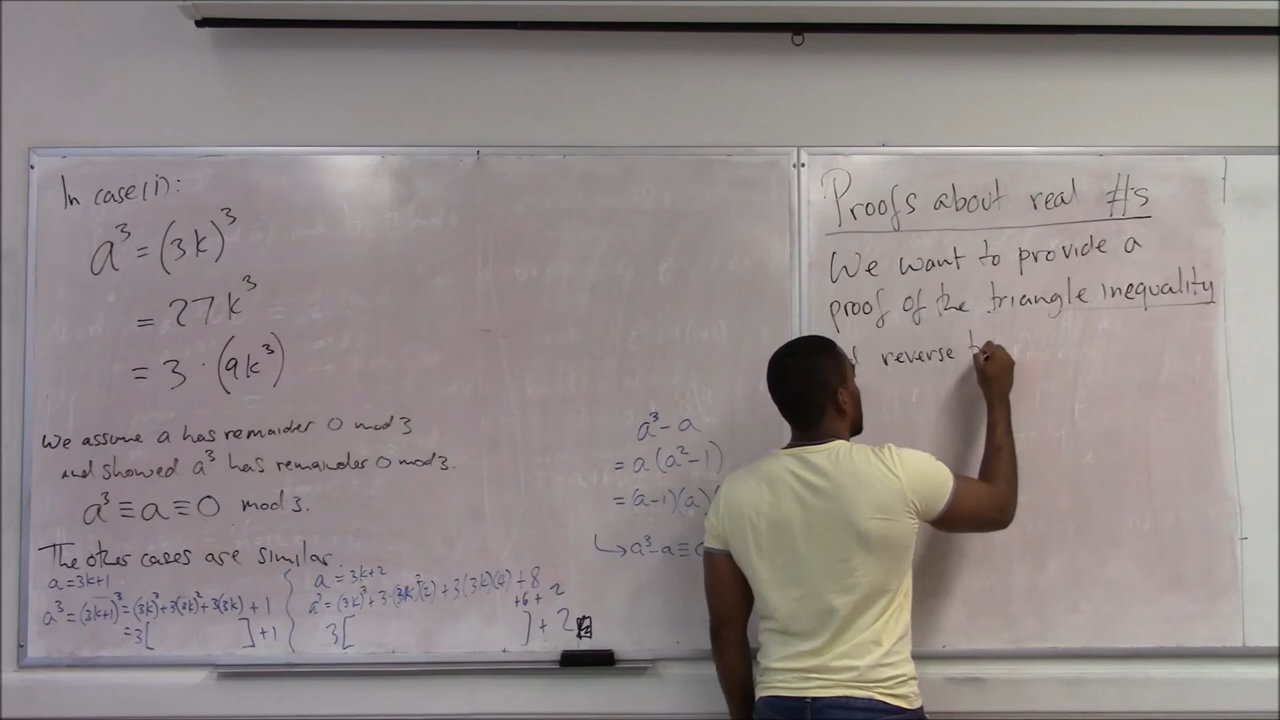 In case(i):
a³ = (3k)³
= 27k³
= 3 · (9k³)
We assume a has remaider 0 mod 3
and showed a³ has remainder 0 mod 3.
a³ ≡ a ≡ 0 mod 3.
The other cases are similar.
a = 3k+1
a³ = (3k+1)³ = (3k)³ + 3(3k)² + 3(3k) + 1
= 3[ ] + 1
a = 3k+2
a³ = (3k)³ + 3·(3k)²(2) + 3(3k)(4) + 8
+6 + 2
3[ ] + 2
a³ - a
= a(a² - 1)
= (a-1)(a)
↳ a³ - a ≡
Proofs about real #s
We want to provide a
proof of the triangle inequality
reverse t